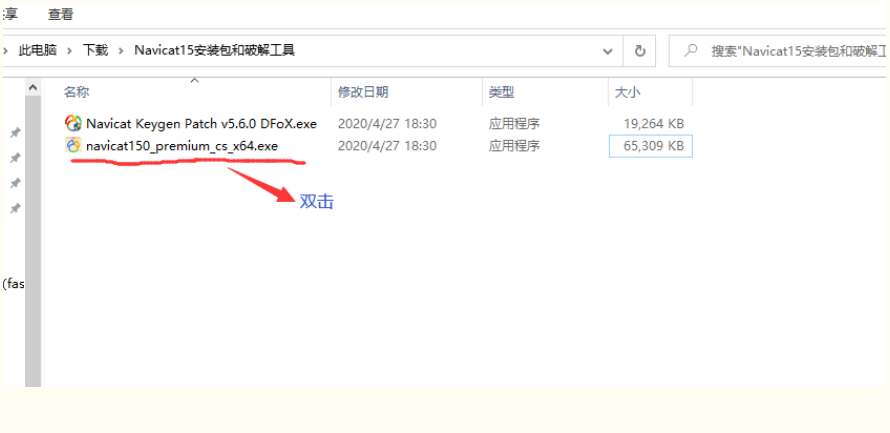 享 查看
此电脑 › 下载 › Navicat15安装包和破解工具 搜索"Navicat15安装包和破解工
名称 修改日期 类型 大小
Navicat Keygen Patch v5.6.0 DFoX.exe 2020/4/27 18:30 应用程序 19,264 KB
navicat150_premium_cs_x64.exe 2020/4/27 18:30 应用程序 65,309 KB
双击
(fas